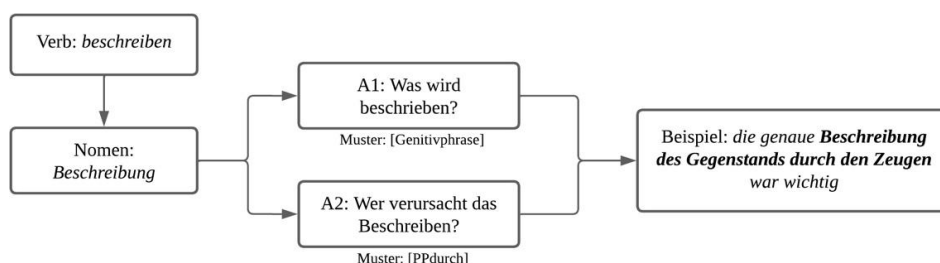 Verb: beschreiben
Nomen:
Beschreibung
A1: Was wird
beschrieben?
Muster: [Genitivphrase]
A2: Wer verursacht das
Beschreiben?
Muster: [PPdurch]
Beispiel: die genaue Beschreibung
des Gegenstands durch den Zeugen
war wichtig